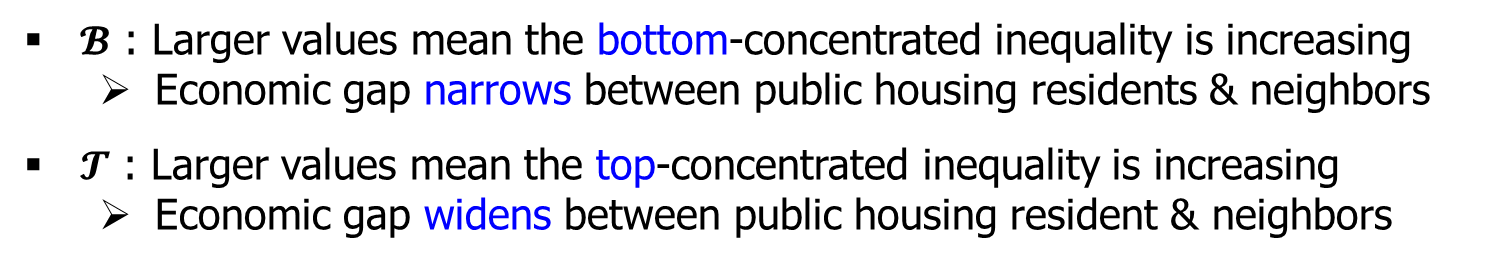 ▪ 𝓑 : Larger values mean the bottom-concentrated inequality is increasing
➢ Economic gap narrows between public housing residents & neighbors
▪ 𝓣 : Larger values mean the top-concentrated inequality is increasing
➢ Economic gap widens between public housing resident & neighbors